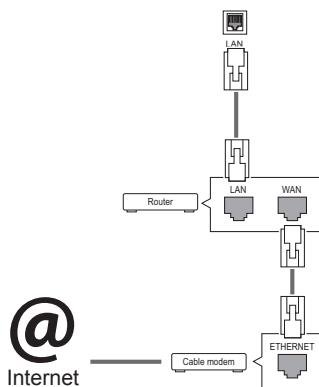 LAN
LAN WAN
Router
ETHERNET
@
Cable modem
Internet